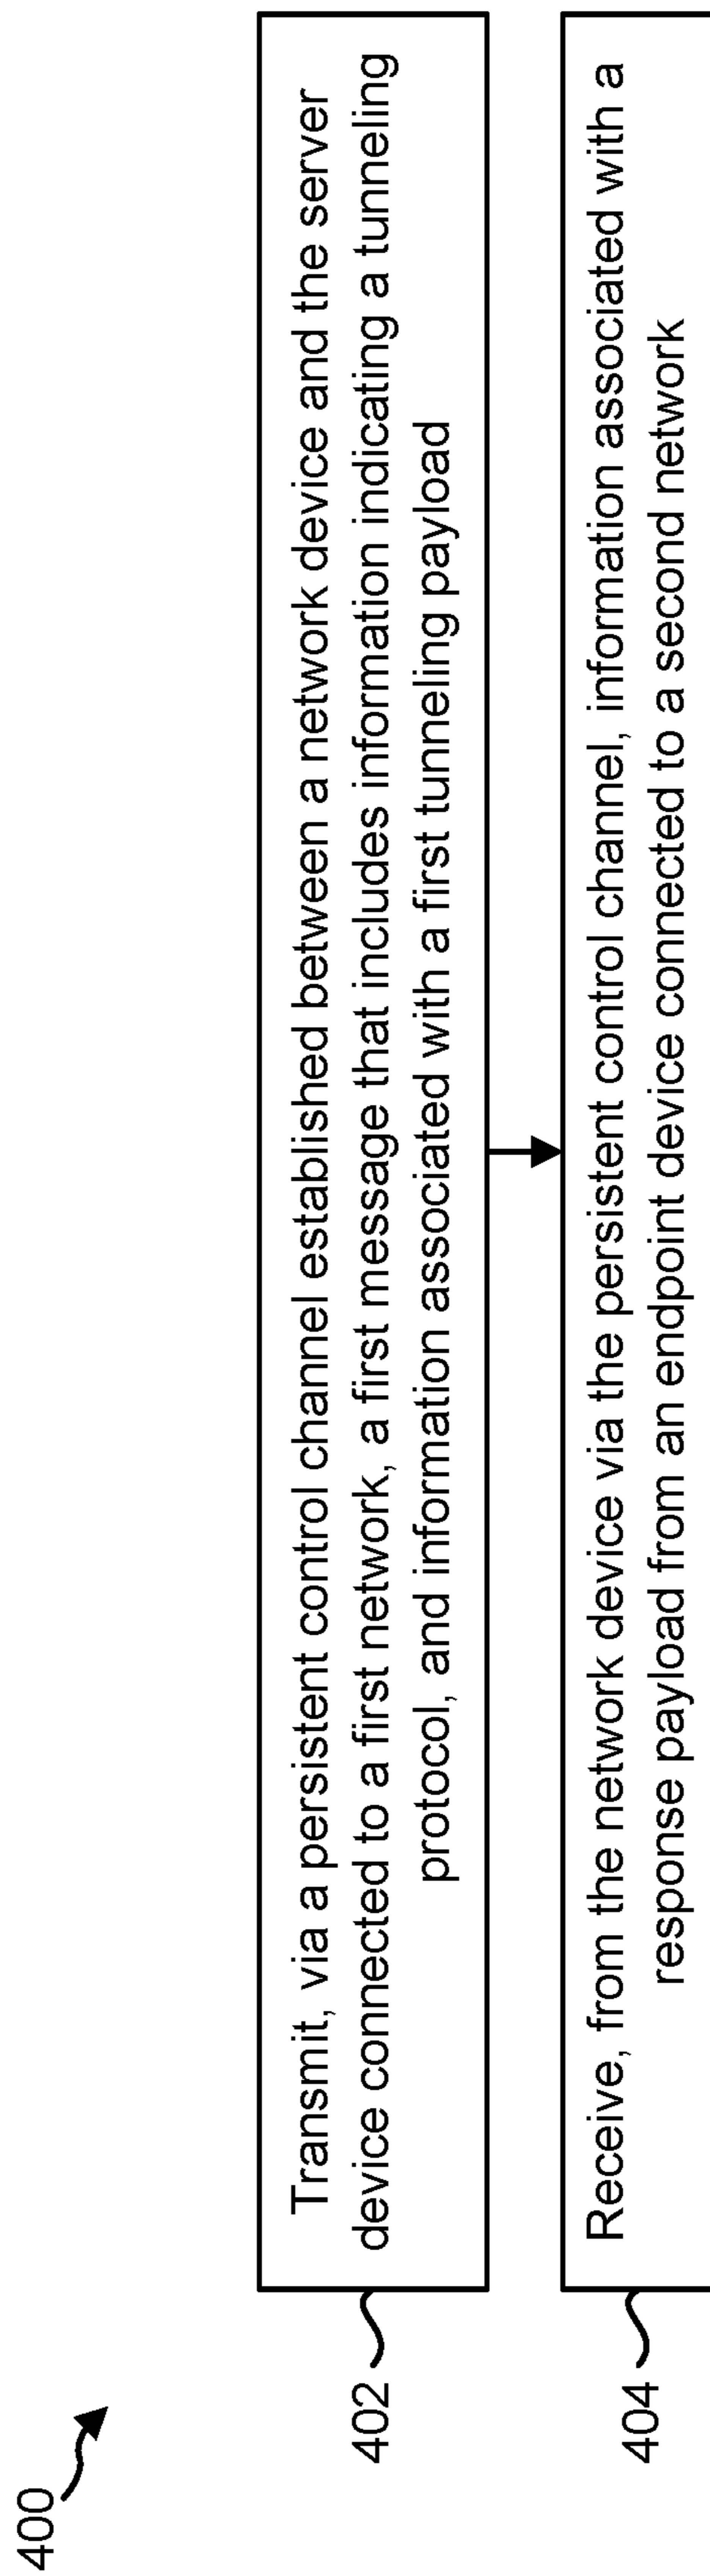 400
402
Transmit, via a persistent control channel established between a network device and the server
device connected to a first network, a first message that includes information indicating a tunneling
protocol, and information associated with a first tunneling payload
404
Receive, from the network device via the persistent control channel, information associated with a
response payload from an endpoint device connected to a second network